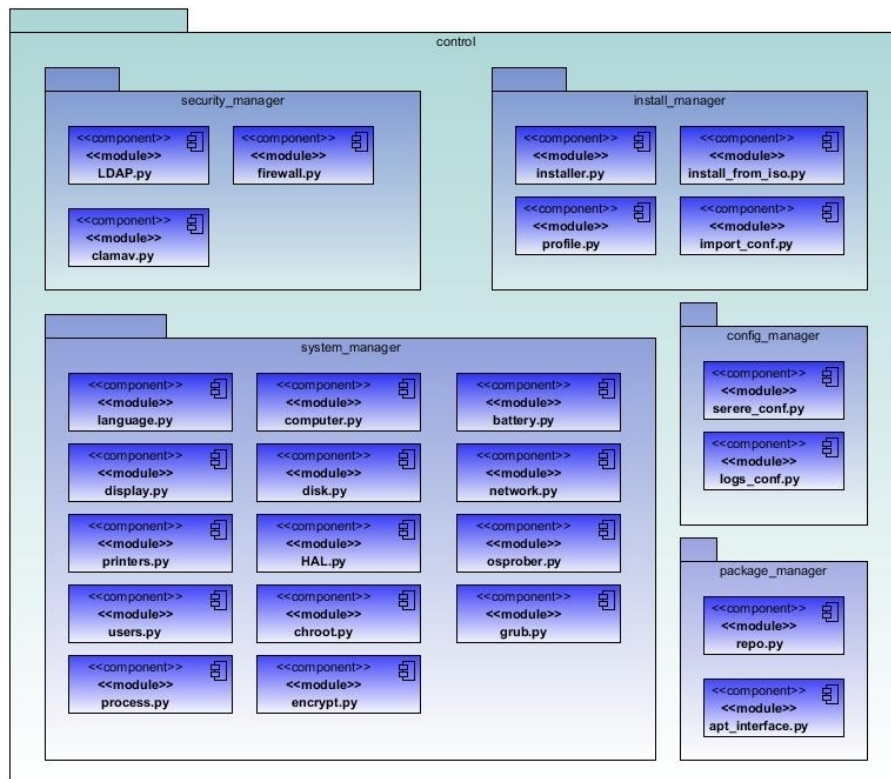 control
security_manager
<<component>>
<<module>>
LDAP.py
<<component>>
<<module>>
firewall.py
<<component>>
<<module>>
clamav.py
install_manager
<<component>>
<<module>>
installer.py
<<component>>
<<module>>
install_from_iso.py
<<component>>
<<module>>
profile.py
<<component>>
<<module>>
import_conf.py
system_manager
<<component>>
<<module>>
language.py
<<component>>
<<module>>
computer.py
<<component>>
<<module>>
battery.py
<<component>>
<<module>>
display.py
<<component>>
<<module>>
disk.py
<<component>>
<<module>>
network.py
<<component>>
<<module>>
printers.py
<<component>>
<<module>>
HAL.py
<<component>>
<<module>>
osprober.py
<<component>>
<<module>>
users.py
<<component>>
<<module>>
chroot.py
<<component>>
<<module>>
grub.py
<<component>>
<<module>>
process.py
<<component>>
<<module>>
encrypt.py
config_manager
<<component>>
<<module>>
serere_conf.py
<<component>>
<<module>>
logs_conf.py
package_manager
<<component>>
<<module>>
repo.py
<<component>>
<<module>>
apt_interface.py